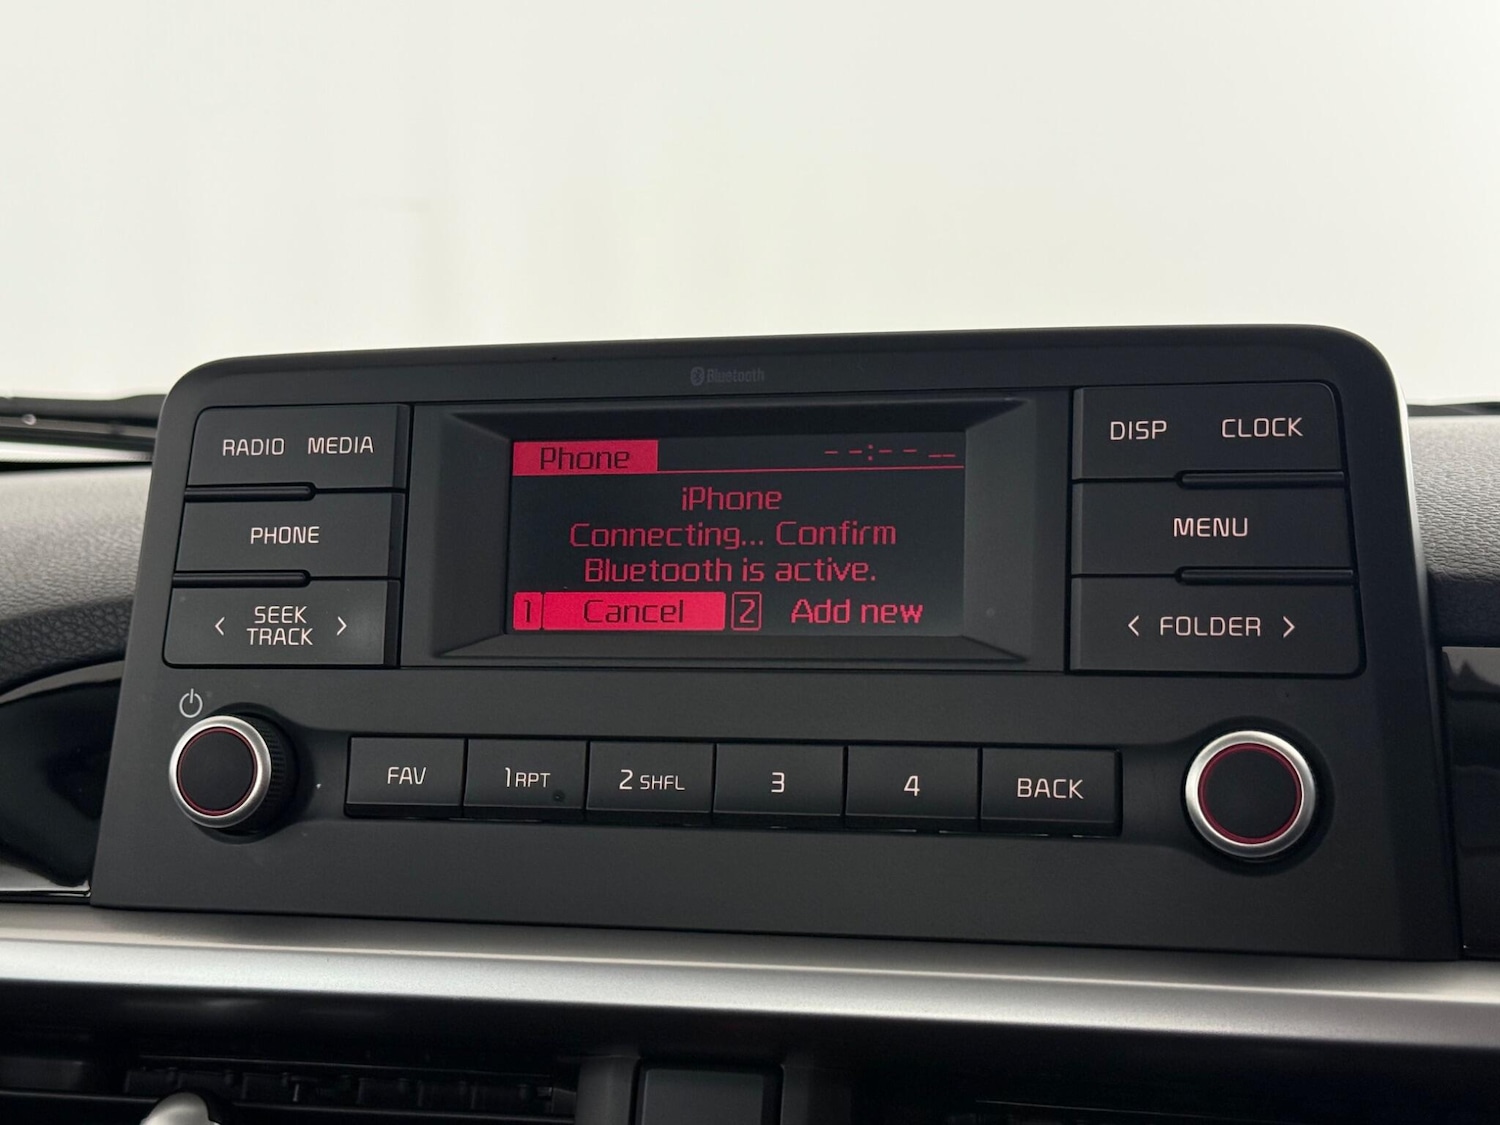 Bluetooth
RADIO MEDIA
PHONE
< SEEK TRACK >
Phone --:-- --
iPhone
Connecting... Confirm
Bluetooth is active.
1 Cancel 2 Add new
DISP CLOCK
MENU
< FOLDER >
FAV 1 RPT 2 SHFL 3 4 BACK